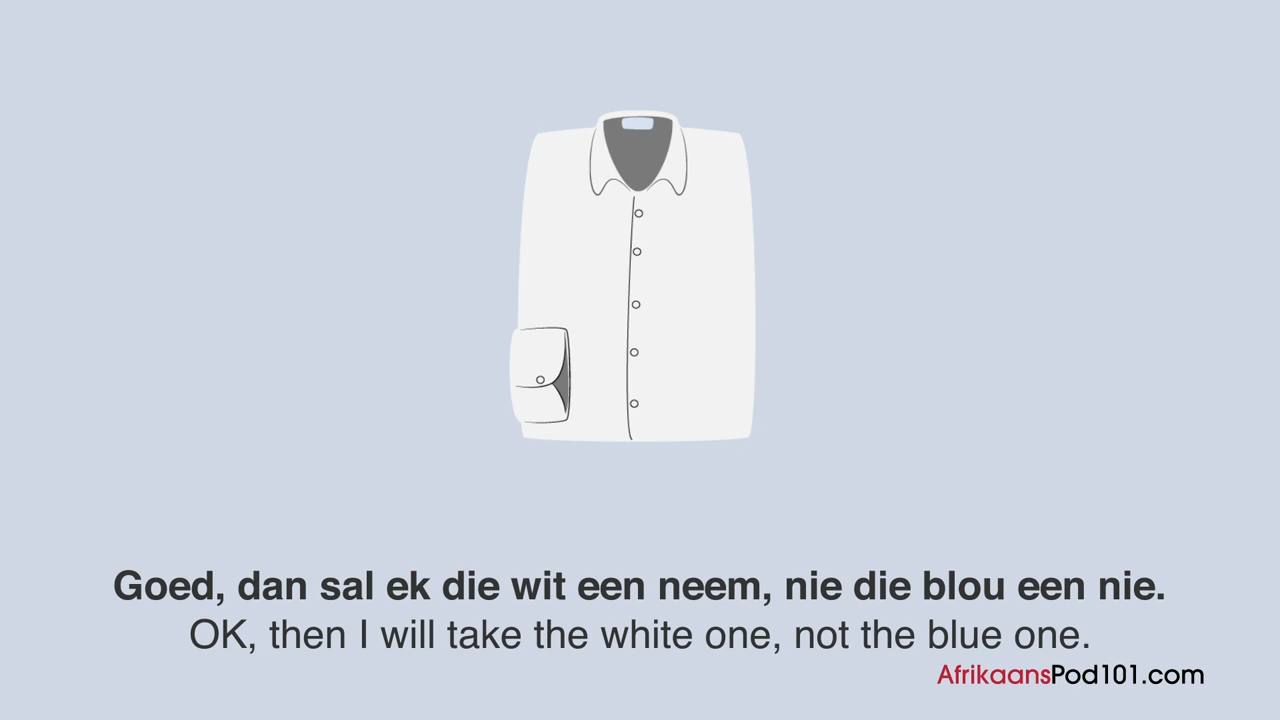 Goed, dan sal ek die wit een neem, nie die blou een nie.
OK, then I will take the white one, not the blue one.
AfrikaansPod101.com